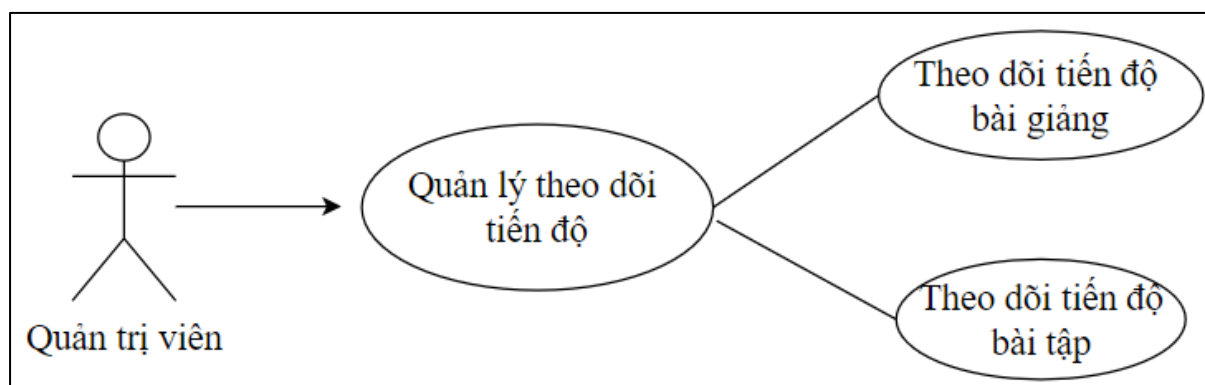 Theo dõi tiến độ
bài giảng
Quản lý theo dõi
tiến độ
Theo dõi tiến độ
bài tập
Quản trị viên